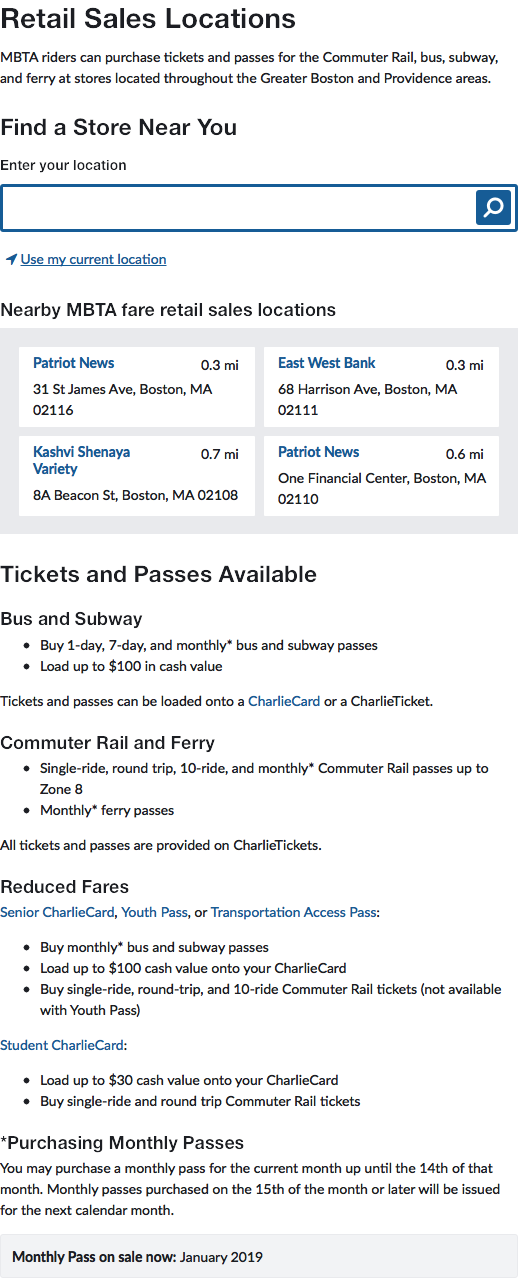 Retail Sales Locations
MBTA riders can purchase tickets and passes for the Commuter Rail, bus, subway,
and ferry at stores located throughout the Greater Boston and Providence areas.
Find a Store Near You
Enter your location
Use my current location
Nearby MBTA fare retail sales locations
Patriot News 0.3 mi
31 St James Ave, Boston, MA
02116
East West Bank 0.3 mi
68 Harrison Ave, Boston, MA
02111
Kashvi Shenaya 0.7 mi
Variety
8A Beacon St, Boston, MA 02108
Patriot News 0.6 mi
One Financial Center, Boston, MA
02110
Tickets and Passes Available
Bus and Subway
• Buy 1-day, 7-day, and monthly* bus and subway passes
• Load up to $100 in cash value
Tickets and passes can be loaded onto a CharlieCard or a CharlieTicket.
Commuter Rail and Ferry
• Single-ride, round trip, 10-ride, and monthly* Commuter Rail passes up to
Zone 8
• Monthly* ferry passes
All tickets and passes are provided on CharlieTickets.
Reduced Fares
Senior CharlieCard, Youth Pass, or Transportation Access Pass:
• Buy monthly* bus and subway passes
• Load up to $100 cash value onto your CharlieCard
• Buy single-ride, round-trip, and 10-ride Commuter Rail tickets (not available
with Youth Pass)
Student CharlieCard:
• Load up to $30 cash value onto your CharlieCard
• Buy single-ride and round trip Commuter Rail tickets
*Purchasing Monthly Passes
You may purchase a monthly pass for the current month up until the 14th of that
month. Monthly passes purchased on the 15th of the month or later will be issued
for the next calendar month.
Monthly Pass on sale now: January 2019